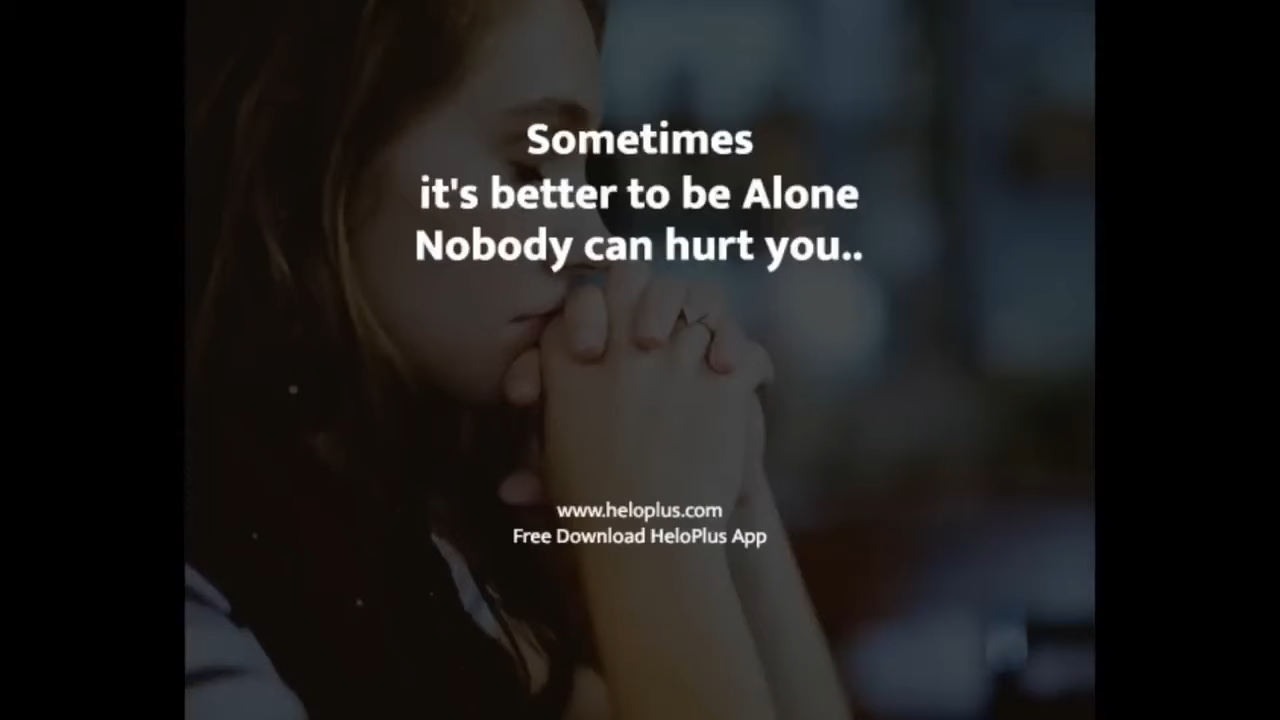 Sometimes
it's better to be Alone
Nobody can hurt you..
www.heloplus.com
Free Download HeloPlus App